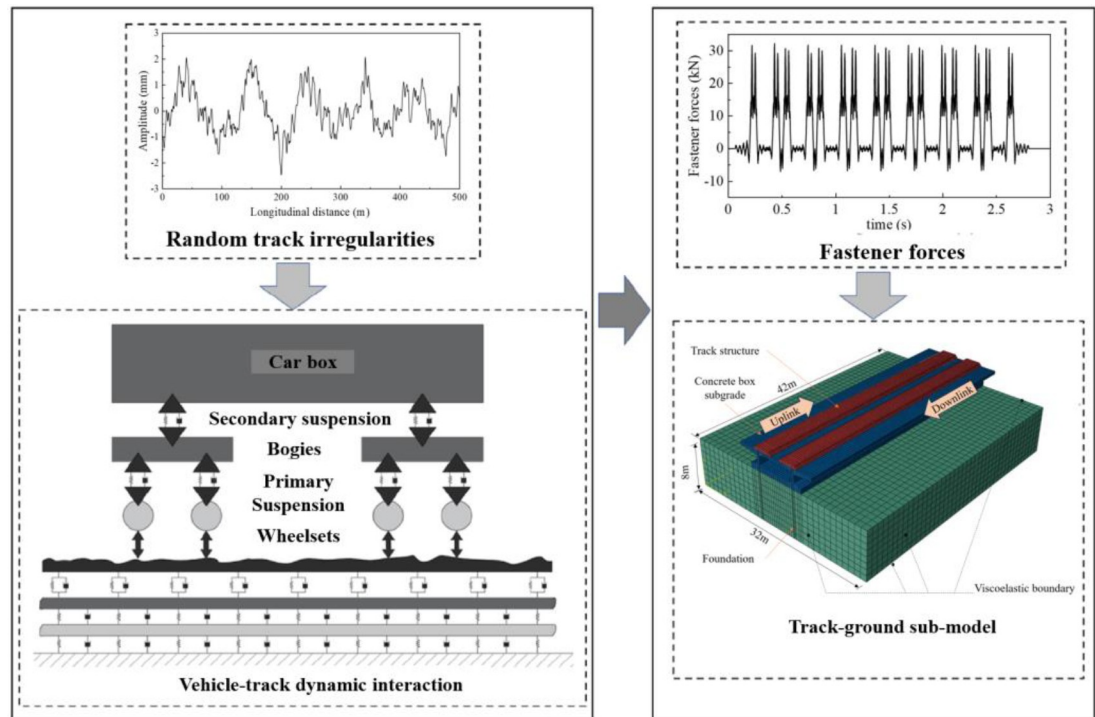 3
2
1
0
-1
-2
3
Amplitude (mm)
0 100 200 300 400 500
Longitudinal distance (m)
Random track irregularities
Car box
Secondary suspension
Bogies
Primary
Suspension
Wheelsets
Vehicle-track dynamic interaction
30
20
10
0
-10
Fastener forces (kN)
0 0.5 1 1.5 2 2.5 3
time (s)
Fastener forces
Track structure
Concrete box
subgrade
42m
Uplink
Downlink
8m
32m
Foundation
Viscoelastic boundary
Track-ground sub-model